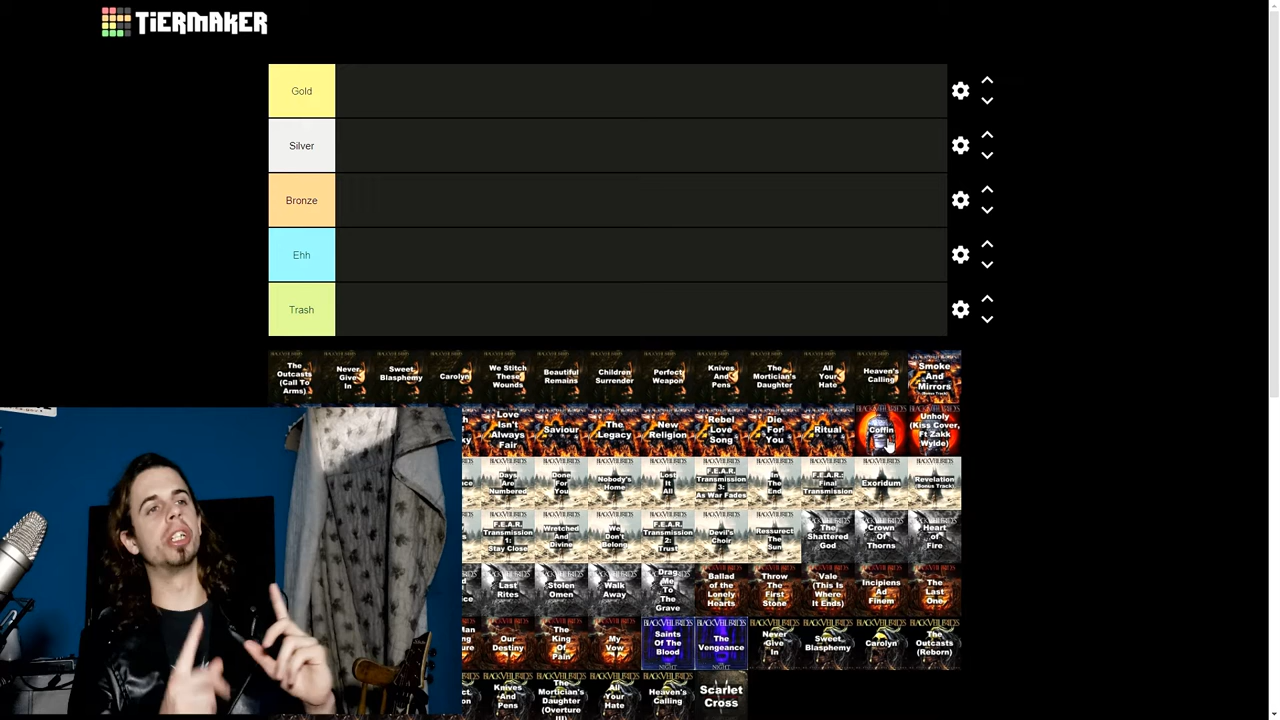 TiERMAKER
Gold
Silver
Bronze
Ehh
Trash
The Outcasts (Call To Arms)
Never Give In
Sweet Blasphemy
Carolyn
We Stitch These Wounds
Beautiful Remains
Children Surrender
Perfect Weapon
Knives And Pens
The Mortician's Daughter
All Your Hate
Heaven's Calling
Smoke And Mirrors (Bonus Track)
Love Isn't Always Fair
Saviour
The Legacy
New Religion
Rebel Love Song
Die For You
Ritual
Coffin
Unholy (Kiss Cover, Ft Zakk Wylde)
Days Are Numbered
Done For You
Nobody's Home
Lost It All
F.E.A.R. Transmission 3: As War Fades
In The End
F.E.A.R.: Final Transmission
Exoridum
Revelation (Bonus Track)
F.E.A.R. Transmission 1: Stay Close
Wretched And Divine
We Don't Belong
F.E.A.R. Transmission 2: Trust
Devil's Choir
Ressurect The Sun
The Shattered God
Crown Of Thorns
Heart of Fire
Last Rites
Stolen Omen
Walk Away
Drag Me To The Grave
Ballad of the Lonely Hearts
Throw The First Stone
Vale (This Is Where It Ends)
Incipiens Ad Finem
The Last One
Our Destiny
The King Of Pain
My Vow
Saints Of The Blood
The Vengeance
Never Give In
Sweet Blasphemy
Carolyn
The Outcasts (Reborn)
Knives And Pens
The Mortician's Daughter (Overture III)
All Your Hate
Heaven's Calling
Scarlet Cross